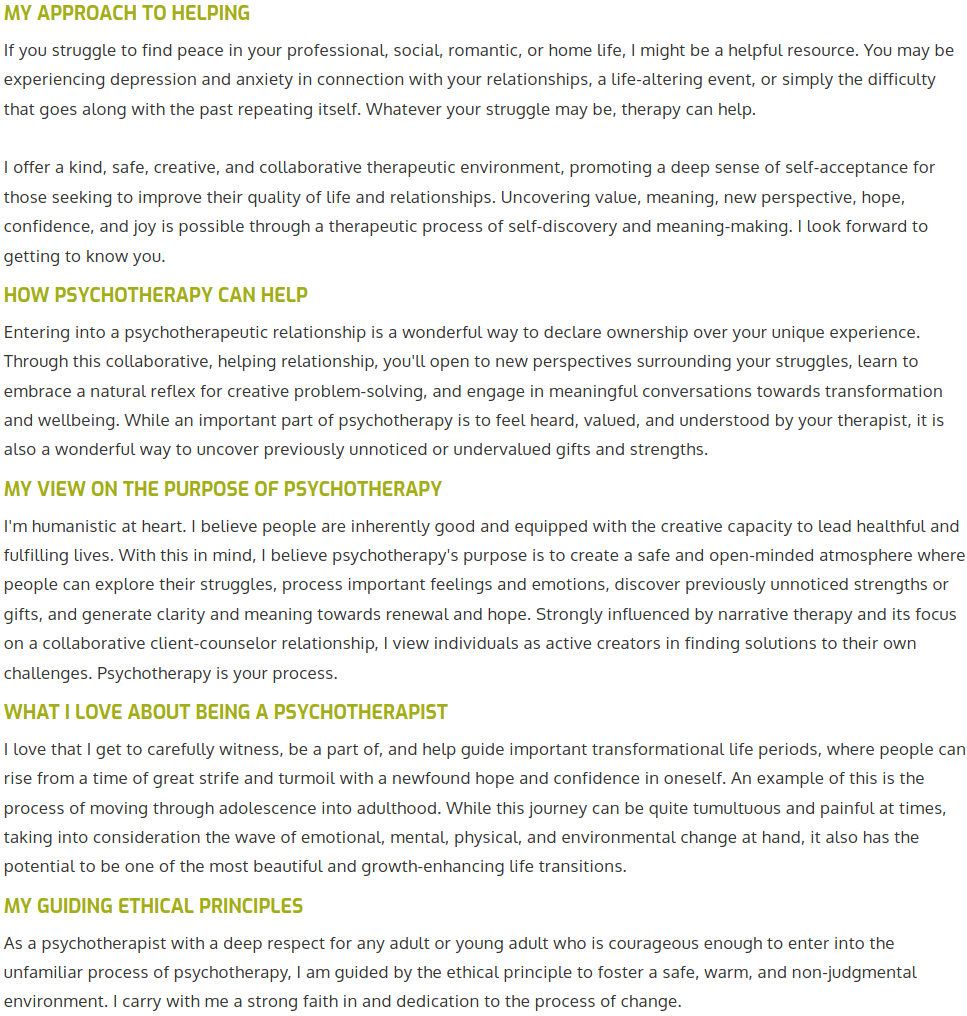 MY APPROACH TO HELPING
If you struggle to find peace in your professional, social, romantic, or home life, I might be a helpful resource. You may be
experiencing depression and anxiety in connection with your relationships, a life-altering event, or simply the difficulty
that goes along with the past repeating itself. Whatever your struggle may be, therapy can help.
I offer a kind, safe, creative, and collaborative therapeutic environment, promoting a deep sense of self-acceptance for
those seeking to improve their quality of life and relationships. Uncovering value, meaning, new perspective, hope,
confidence, and joy is possible through a therapeutic process of self-discovery and meaning-making. I look forward to
getting to know you.
HOW PSYCHOTHERAPY CAN HELP
Entering into a psychotherapeutic relationship is a wonderful way to declare ownership over your unique experience.
Through this collaborative, helping relationship, you'll open to new perspectives surrounding your struggles, learn to
embrace a natural reflex for creative problem-solving, and engage in meaningful conversations towards transformation
and wellbeing. While an important part of psychotherapy is to feel heard, valued, and understood by your therapist, it is
also a wonderful way to uncover previously unnoticed or undervalued gifts and strengths.
MY VIEW ON THE PURPOSE OF PSYCHOTHERAPY
I'm humanistic at heart. I believe people are inherently good and equipped with the creative capacity to lead healthful and
fulfilling lives. With this in mind, I believe psychotherapy's purpose is to create a safe and open-minded atmosphere where
people can explore their struggles, process important feelings and emotions, discover previously unnoticed strengths or
gifts, and generate clarity and meaning towards renewal and hope. Strongly influenced by narrative therapy and its focus
on a collaborative client-counselor relationship, I view individuals as active creators in finding solutions to their own
challenges. Psychotherapy is your process.
WHAT I LOVE ABOUT BEING A PSYCHOTHERAPIST
I love that I get to carefully witness, be a part of, and help guide important transformational life periods, where people can
rise from a time of great strife and turmoil with a newfound hope and confidence in oneself. An example of this is the
process of moving through adolescence into adulthood. While this journey can be quite tumultuous and painful at times,
taking into consideration the wave of emotional, mental, physical, and environmental change at hand, it also has the
potential to be one of the most beautiful and growth-enhancing life transitions.
MY GUIDING ETHICAL PRINCIPLES
As a psychotherapist with a deep respect for any adult or young adult who is courageous enough to enter into the
unfamiliar process of psychotherapy, I am guided by the ethical principle to foster a safe, warm, and non-judgmental
environment. I carry with me a strong faith in and dedication to the process of change.